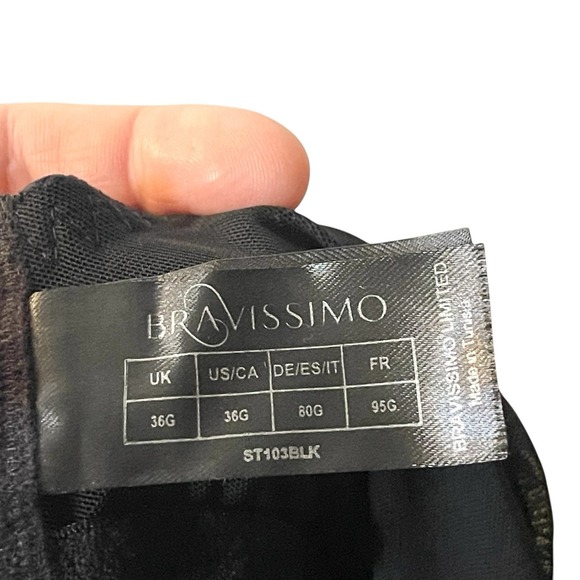 BRAVISSIMO
UK US/CA DE/ES/IT FR
36G 36G 80G 95G
ST103BLK
BRAVISSIMO LIMITED
Made in Tunisia